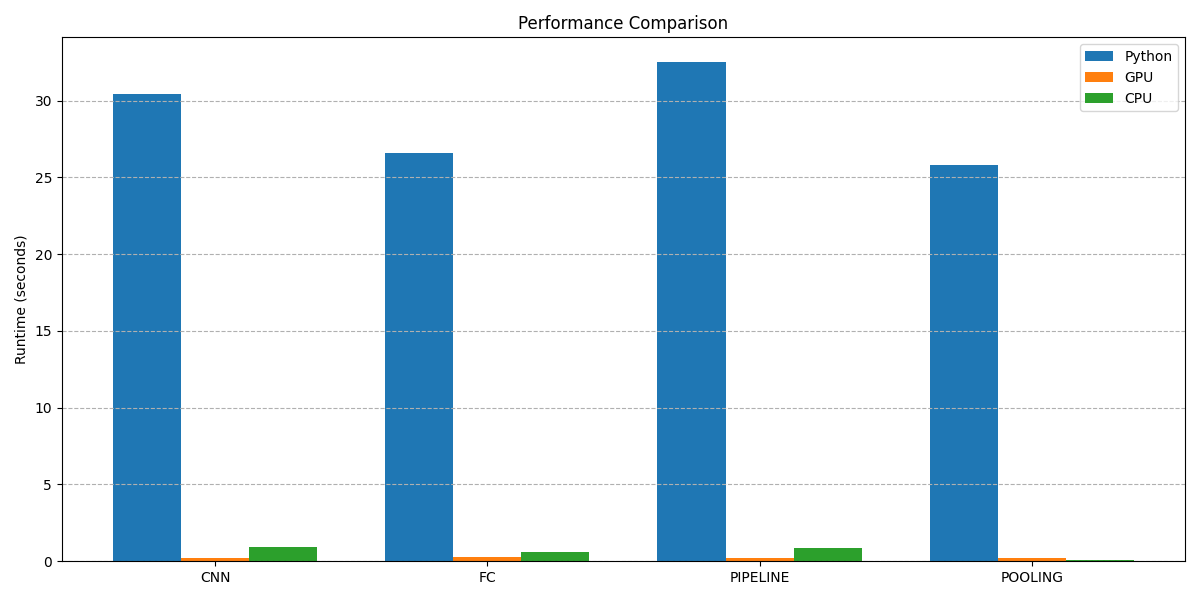 Performance Comparison
Python
GPU
CPU
Runtime (seconds)
30
25
20
15
10
5
0
CNN
FC
PIPELINE
POOLING